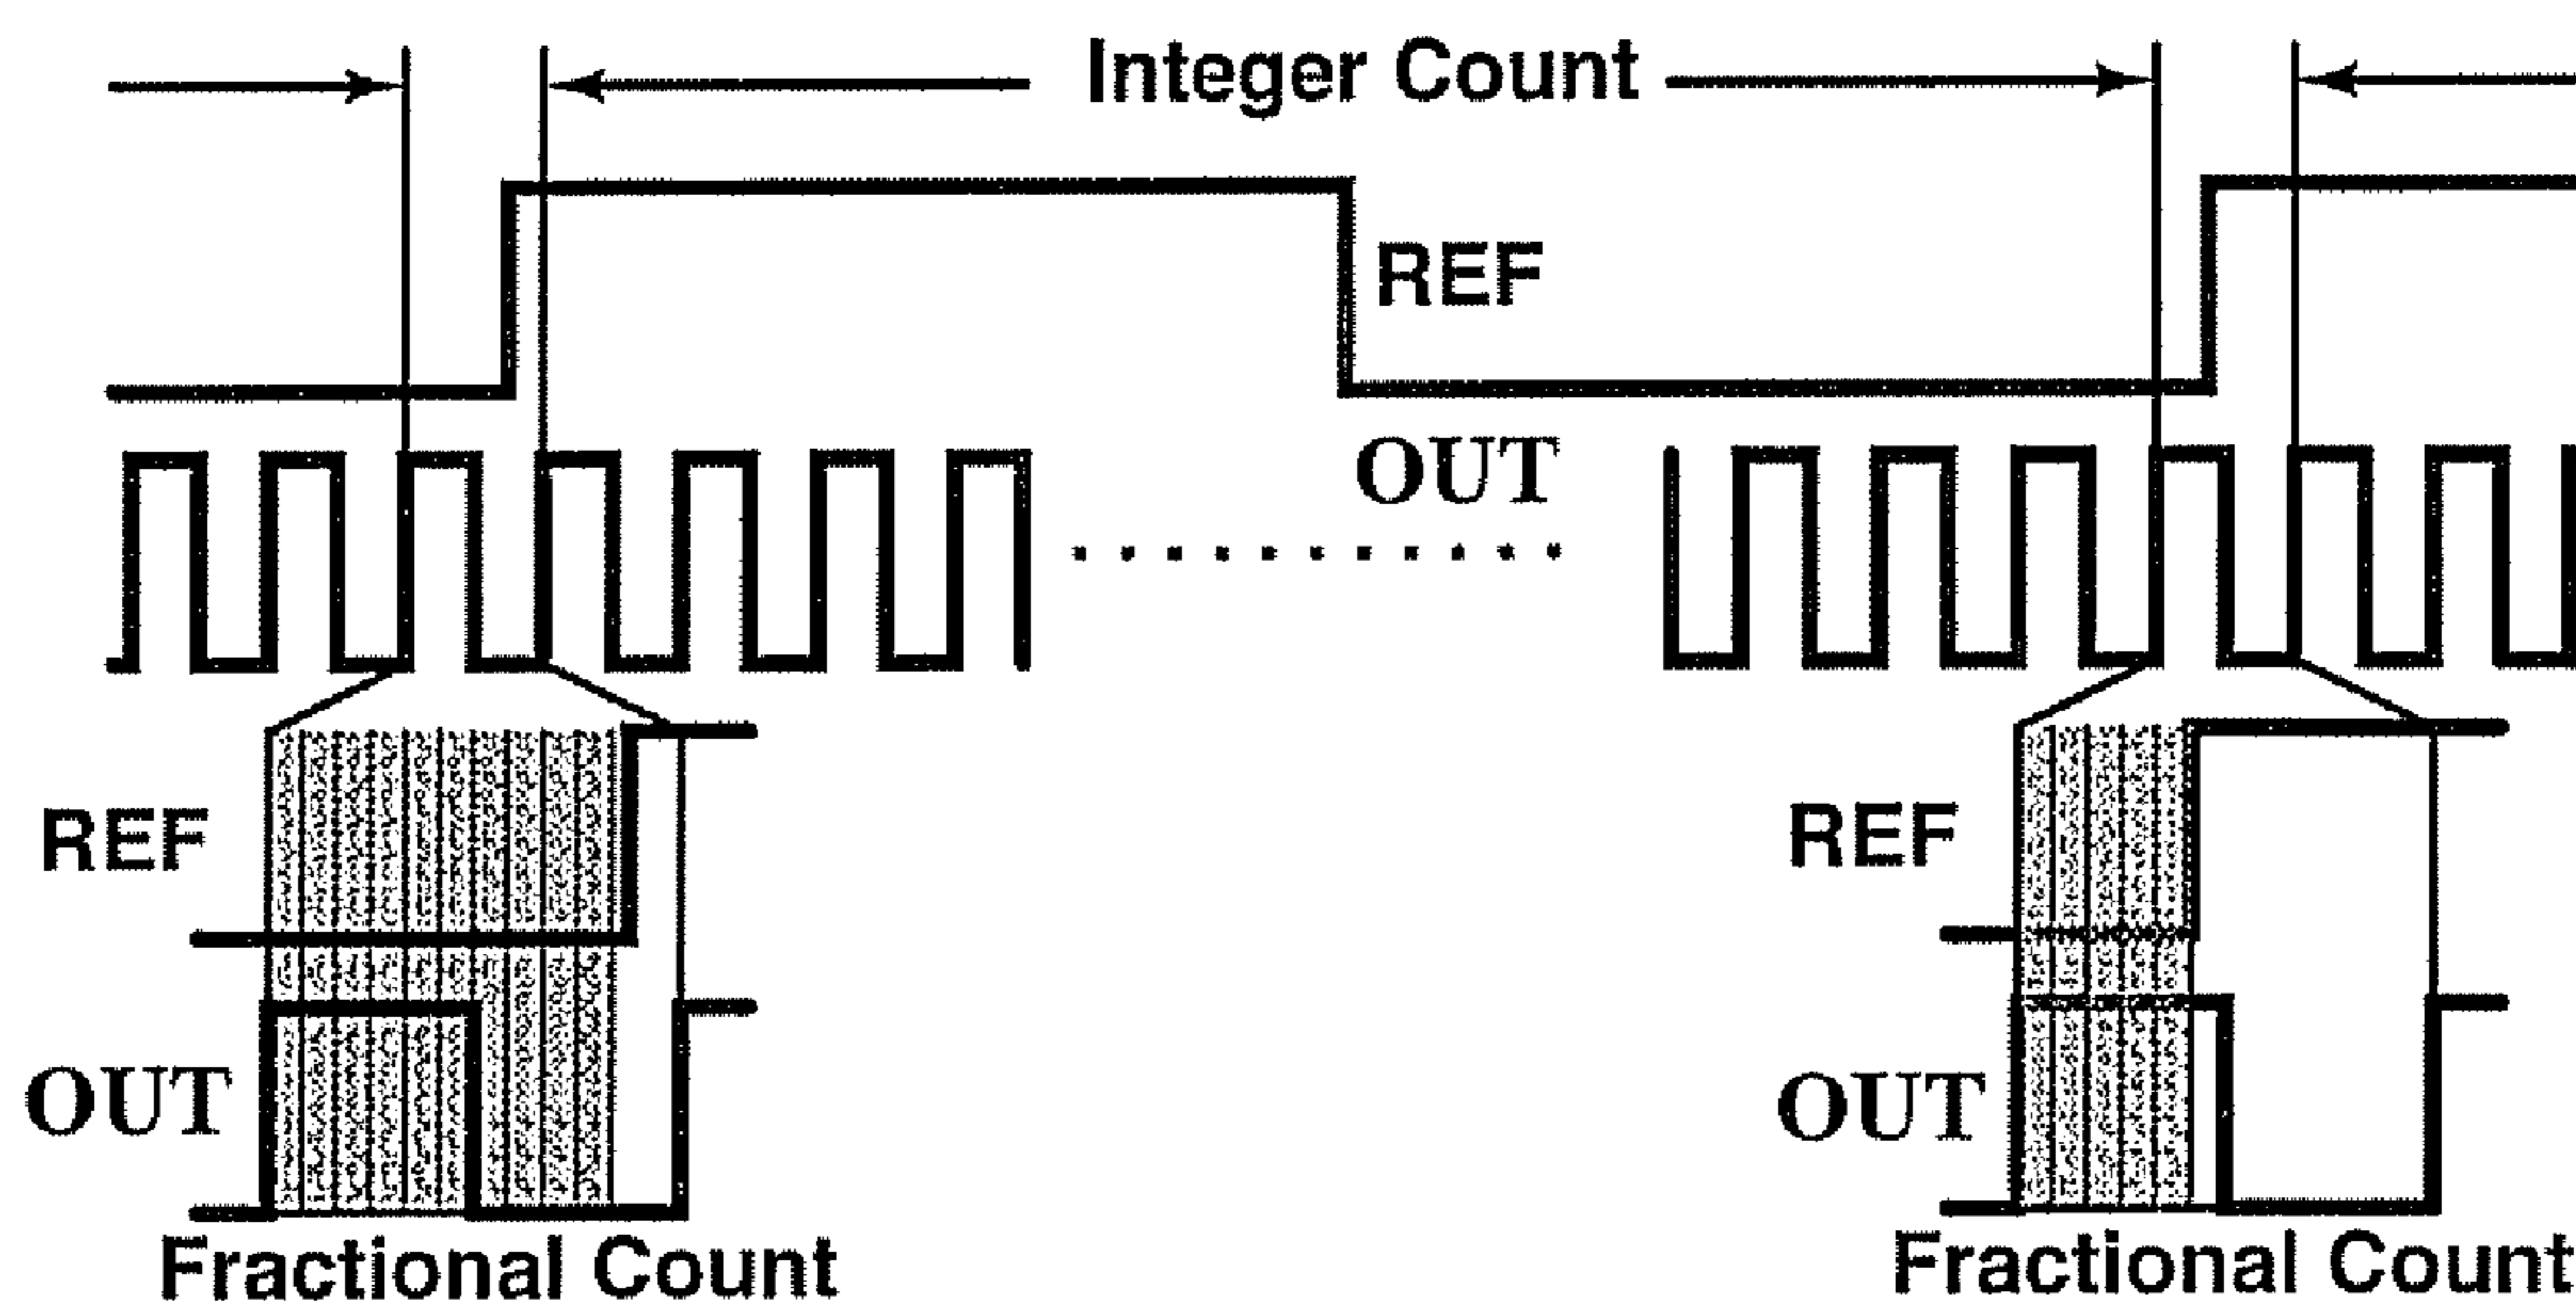 Integer Count
REF
OUT
REF
REF
OUT
OUT
Fractional Count
Fractional Count